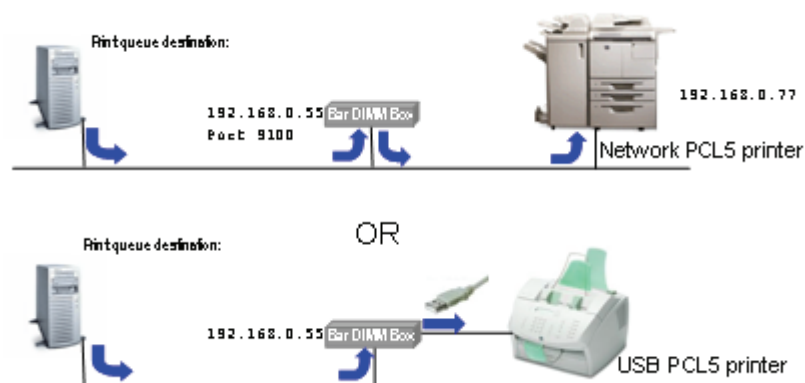 Print queue destination:
192.168.0.55
Bar DIMM Box
Port 9100
192.168.0.77
Network PCL5 printer
OR
Print queue destination:
192.168.0.55
Bar DIMM Box
USB PCL5 printer